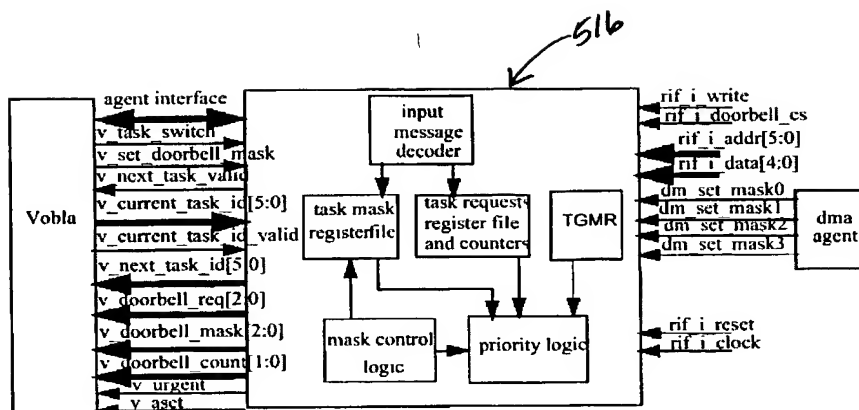 516
agent interface
v_task_switch
v_set_doorbell_mask
v_next_task_valid
v_current_task_id[5:0]
v_current_task_id_valid
v_next_task_id[5:0]
v_doorbell_req[2:0]
v_doorbell_mask[2:0]
v_doorbell_count[1:0]
v_urgent
v_aset
Vobla
input
message
decoder
task mask
registerfile
task requests
register file
and counters
TGMR
mask control
logic
priority logic
rif_i_write
rif_i_doorbell_cs
rif_i_addr[5:0]
rif_i_data[4:0]
dm_set_mask0
dm_set_mask1
dm_set_mask2
dm_set_mask3
dma
agent
rif_i_reset
rif_i_clock